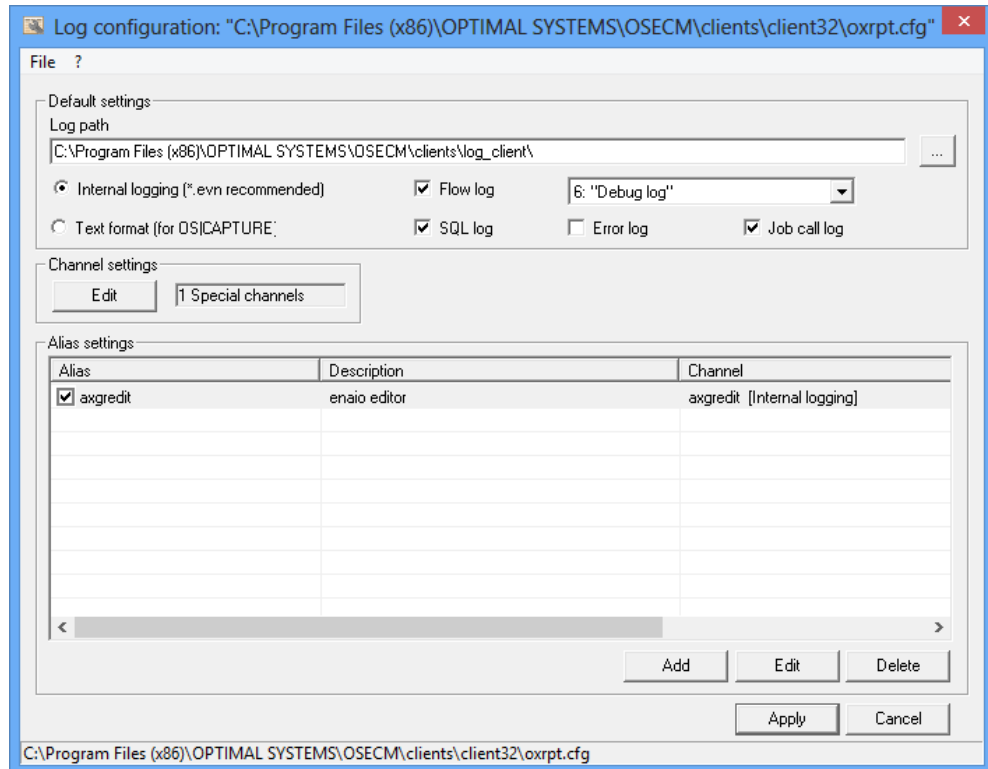 Log configuration: "C:\Program Files (x86)\OPTIMAL SYSTEMS\OSECM\clients\client32\oxrpt.cfg"
File ?
Default settings
Log path
C:\Program Files (x86)\OPTIMAL SYSTEMS\OSECM\clients\log_client\ ...
Internal logging (*.evn recommended) Flow log 6: "Debug log"
Text format (for OS|CAPTURE) SQL log Error log Job call log
Channel settings
Edit 1 Special channels
Alias settings
Alias Description Channel
axgredit enaio editor axgredit [Internal logging]
Add Edit Delete
Apply Cancel
C:\Program Files (x86)\OPTIMAL SYSTEMS\OSECM\clients\client32\oxrpt.cfg